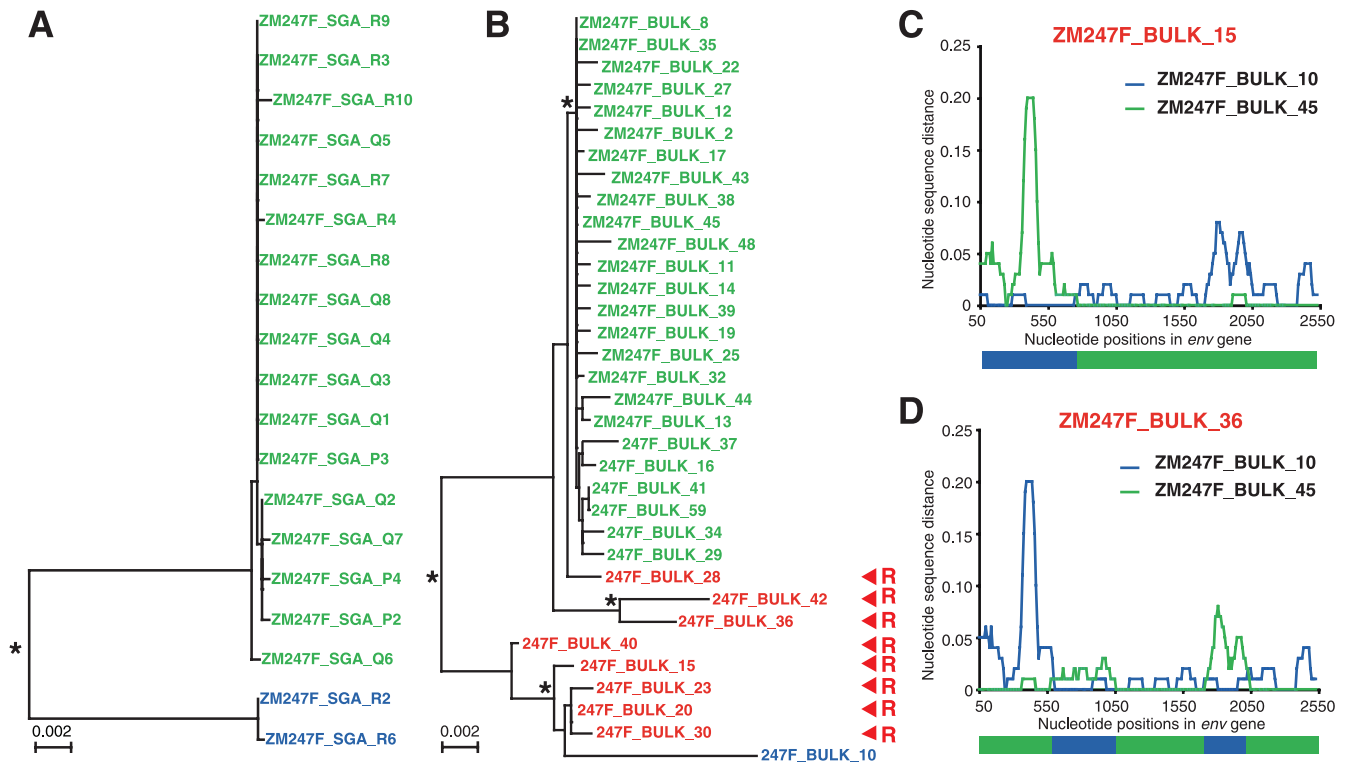 A
ZM247F_SGA_R9
ZM247F_SGA_R3
ZM247F_SGA_R10
ZM247F_SGA_Q5
ZM247F_SGA_R7
ZM247F_SGA_R4
ZM247F_SGA_R8
ZM247F_SGA_Q8
ZM247F_SGA_Q4
ZM247F_SGA_Q3
ZM247F_SGA_Q1
ZM247F_SGA_P3
ZM247F_SGA_Q2
ZM247F_SGA_Q7
ZM247F_SGA_P4
ZM247F_SGA_P2
ZM247F_SGA_Q6
*
ZM247F_SGA_R2
ZM247F_SGA_R6
0.002
B
ZM247F_BULK_8
ZM247F_BULK_35
ZM247F_BULK_22
ZM247F_BULK_27
*
ZM247F_BULK_12
ZM247F_BULK_2
ZM247F_BULK_17
ZM247F_BULK_43
ZM247F_BULK_38
ZM247F_BULK_45
ZM247F_BULK_48
ZM247F_BULK_11
ZM247F_BULK_14
ZM247F_BULK_39
ZM247F_BULK_19
ZM247F_BULK_25
ZM247F_BULK_32
ZM247F_BULK_44
ZM247F_BULK_13
247F_BULK_37
247F_BULK_16
247F_BULK_41
247F_BULK_59
247F_BULK_34
247F_BULK_29
*
247F_BULK_28 R
* 247F_BULK_42 R
247F_BULK_36 R
247F_BULK_40 R
247F_BULK_15 R
* 247F_BULK_23 R
247F_BULK_20 R
247F_BULK_30 R
247F_BULK_10
0.002
C
ZM247F_BULK_15
ZM247F_BULK_10
ZM247F_BULK_45
Nucleotide sequence distance
0.25
0.20
0.15
0.10
0.05
0
50 550 1050 1550 2050 2550
Nucleotide positions in env gene
D
ZM247F_BULK_36
ZM247F_BULK_10
ZM247F_BULK_45
Nucleotide sequence distance
0.25
0.20
0.15
0.10
0.05
0
50 550 1050 1550 2050 2550
Nucleotide positions in env gene